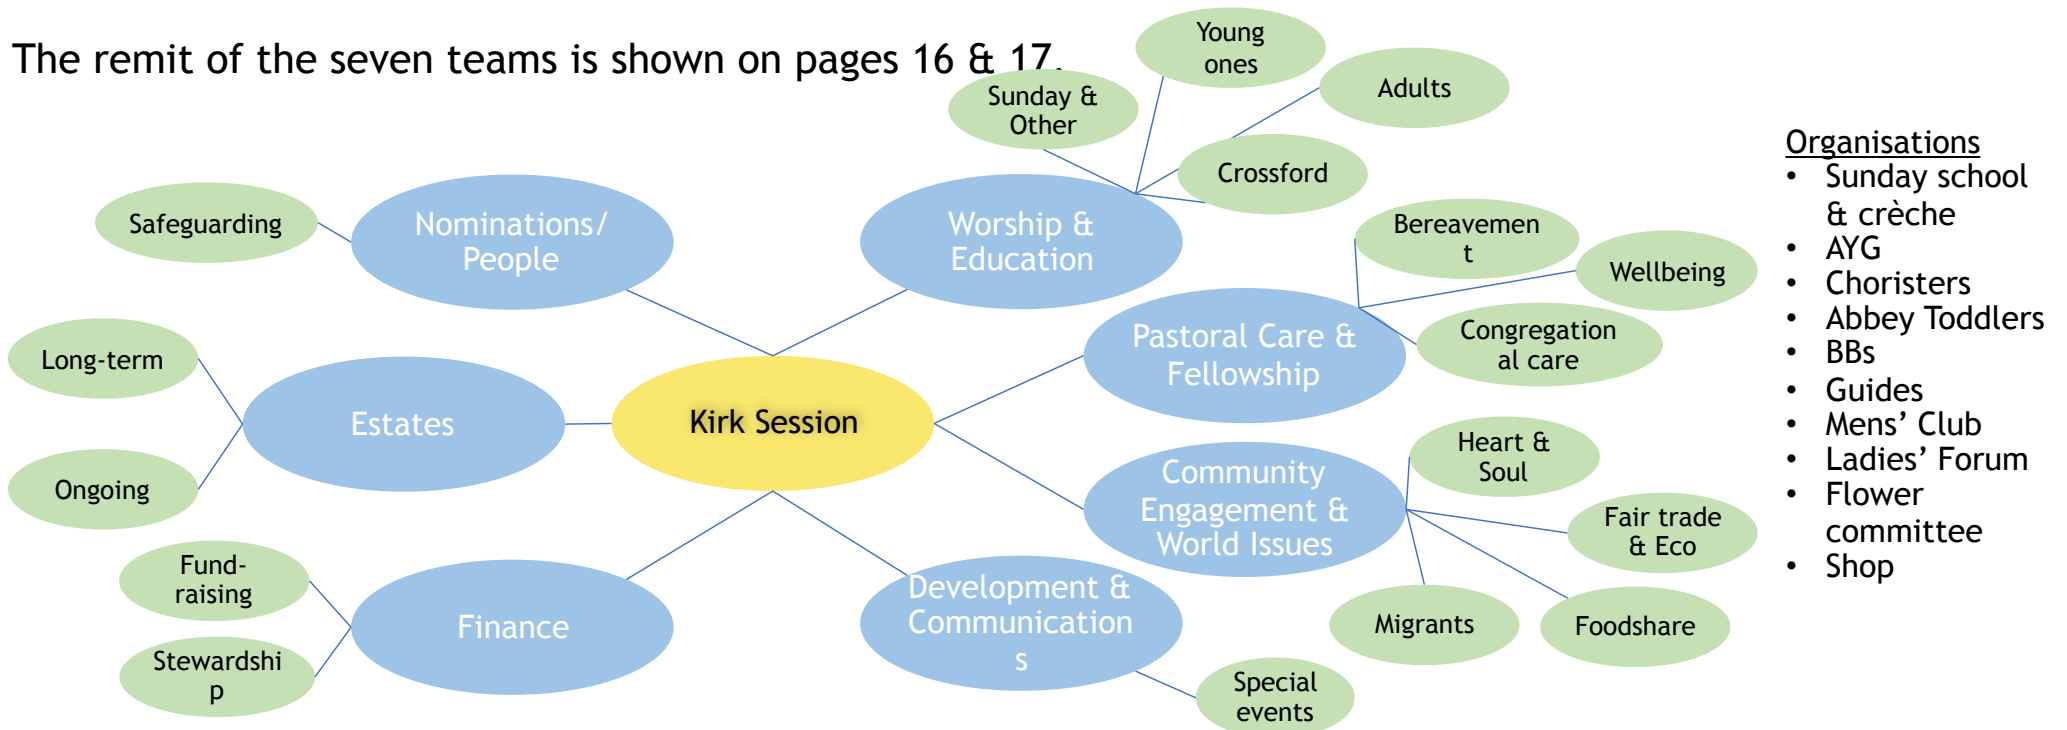 The remit of the seven teams is shown on pages 16 & 17.
Young
ones
Sunday &
Other
Adults
Crossford
Safeguarding
Nominations/
People
Worship &
Education
Bereavemen
t
Wellbeing
Congregation
al care
Pastoral Care &
Fellowship
Long-term
Estates
Ongoing
Kirk Session
Community
Engagement &
World Issues
Heart &
Soul
Fair trade
& Eco
Migrants
Foodshare
Fund-
raising
Finance
Stewardshi
p
Development &
Communication
s
Special
events
Organisations
• Sunday school
& crèche
• AYG
• Choristers
• Abbey Toddlers
• BBs
• Guides
• Mens’ Club
• Ladies’ Forum
• Flower
committee
• Shop